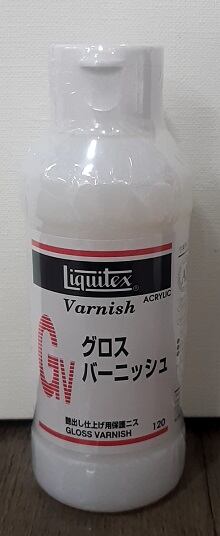 Liquitex
ACRYLIC
Varnish
GV
グロス
バーニッシュ
艶出し仕上げ用保護ニス
GLOSS VARNISH
120